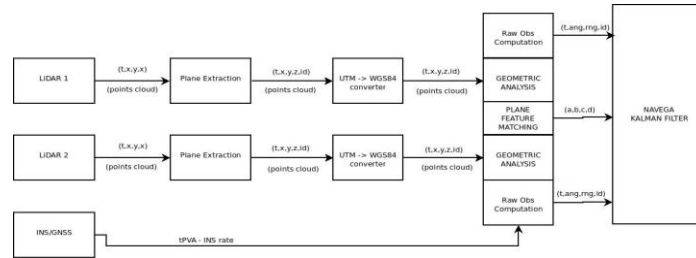 Raw Obs
Computation
(t,ang,rng,id)
LIDAR 1
(t,x,y,x)
(points cloud)
Plane Extraction
(t,x,y,z,id)
(points cloud)
UTM -> WGS84
converter
(t,x,y,z,id)
(points cloud)
GEOMETRIC
ANALYSIS
PLANE
FEATURE
MATCHING
(a,b,c,d)
NAVEGA
KALMAN FILTER
LIDAR 2
(t,x,y,x)
(points cloud)
Plane Extraction
(t,x,y,z,id)
(points cloud)
UTM -> WGS84
converter
(t,x,y,z,id)
(points cloud)
GEOMETRIC
ANALYSIS
Raw Obs
Computation
(t,ang,rng,id)
INS/GNSS
tPVA - INS rate